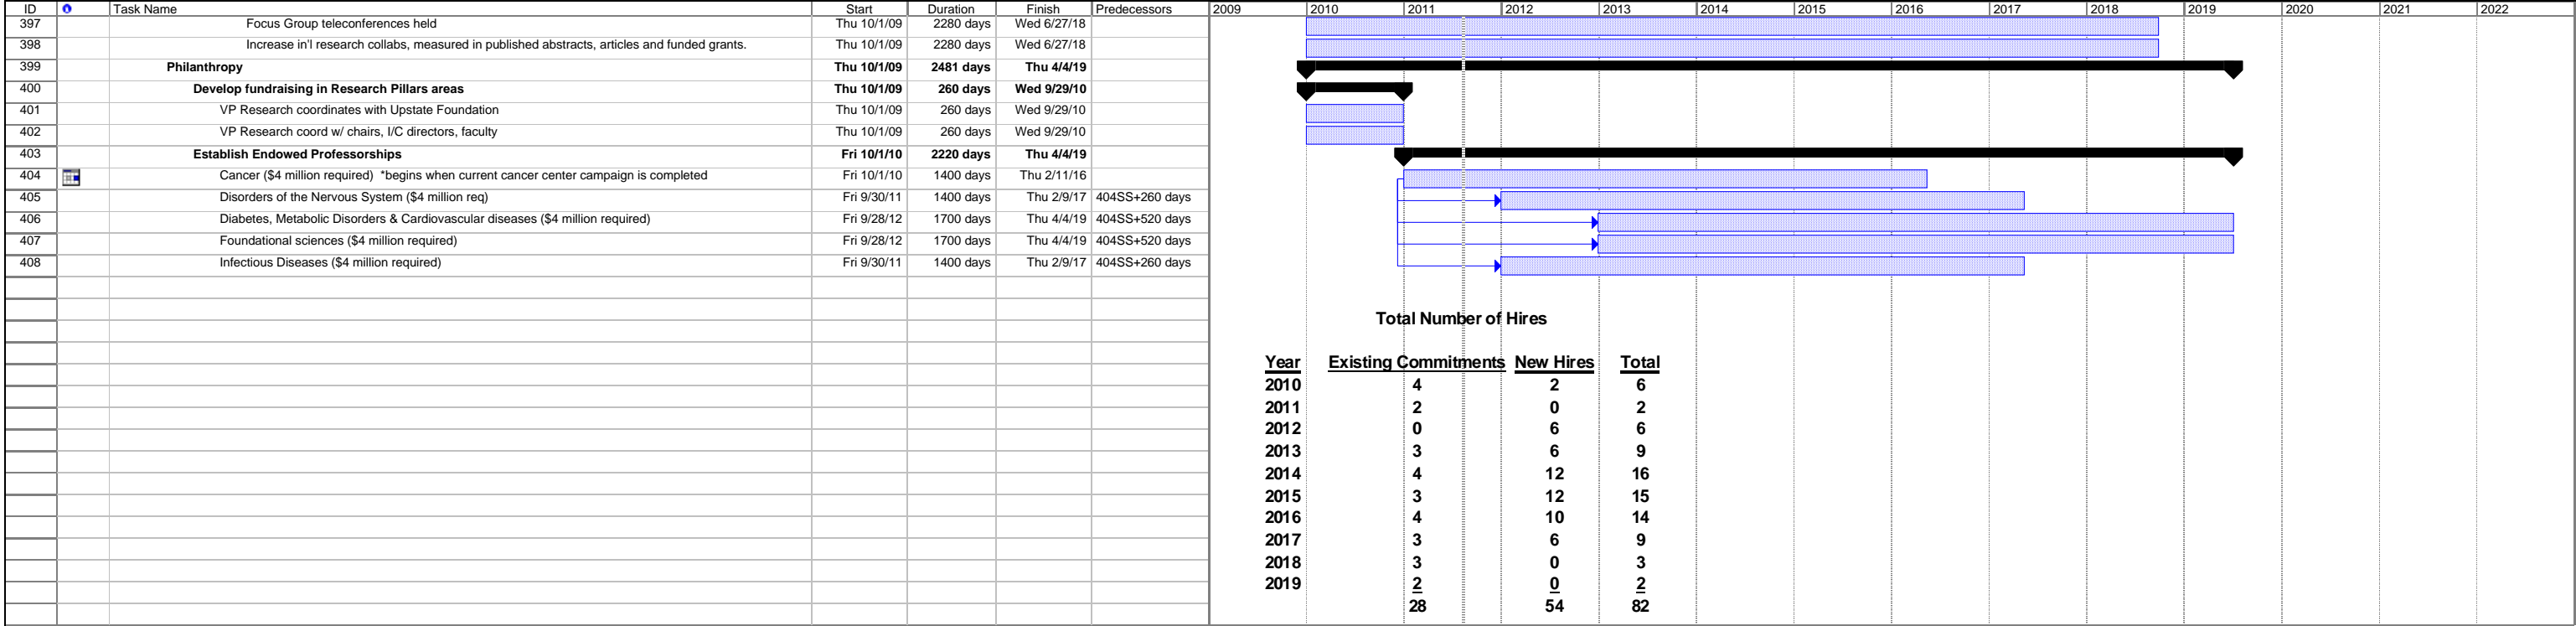 ID Task Name Start Duration Finish Predecessors 2009 2010 2011 2012 2013 2014 2015 2016 2017 2018 2019 2020 2021 2022
397 Focus Group teleconferences held Thu 10/1/09 2280 days Wed 6/27/18
398 Increase in'l research collabs, measured in published abstracts, articles and funded grants. Thu 10/1/09 2280 days Wed 6/27/18
399 Philanthropy Thu 10/1/09 2481 days Thu 4/4/19
400 Develop fundraising in Research Pillars areas Thu 10/1/09 260 days Wed 9/29/10
401 VP Research coordinates with Upstate Foundation Thu 10/1/09 260 days Wed 9/29/10
402 VP Research coord w/ chairs, I/C directors, faculty Thu 10/1/09 260 days Wed 9/29/10
403 Establish Endowed Professorships Fri 10/1/10 2220 days Thu 4/4/19
404 Cancer ($4 million required) *begins when current cancer center campaign is completed Fri 10/1/10 1400 days Thu 2/11/16
405 Disorders of the Nervous System ($4 million req) Fri 9/30/11 1400 days Thu 2/9/17 404SS+260 days
406 Diabetes, Metabolic Disorders & Cardiovascular diseases ($4 million required) Fri 9/28/12 1700 days Thu 4/4/19 404SS+520 days
407 Foundational sciences ($4 million required) Fri 9/28/12 1700 days Thu 4/4/19 404SS+520 days
408 Infectious Diseases ($4 million required) Fri 9/30/11 1400 days Thu 2/9/17 404SS+260 days
Total Number of Hires
Year Existing Commitments New Hires Total
2010 4 2 6
2011 2 0 2
2012 0 6 6
2013 3 6 9
2014 4 12 16
2015 3 12 15
2016 4 10 14
2017 3 6 9
2018 3 0 3
2019 2 0 2
28 54 82